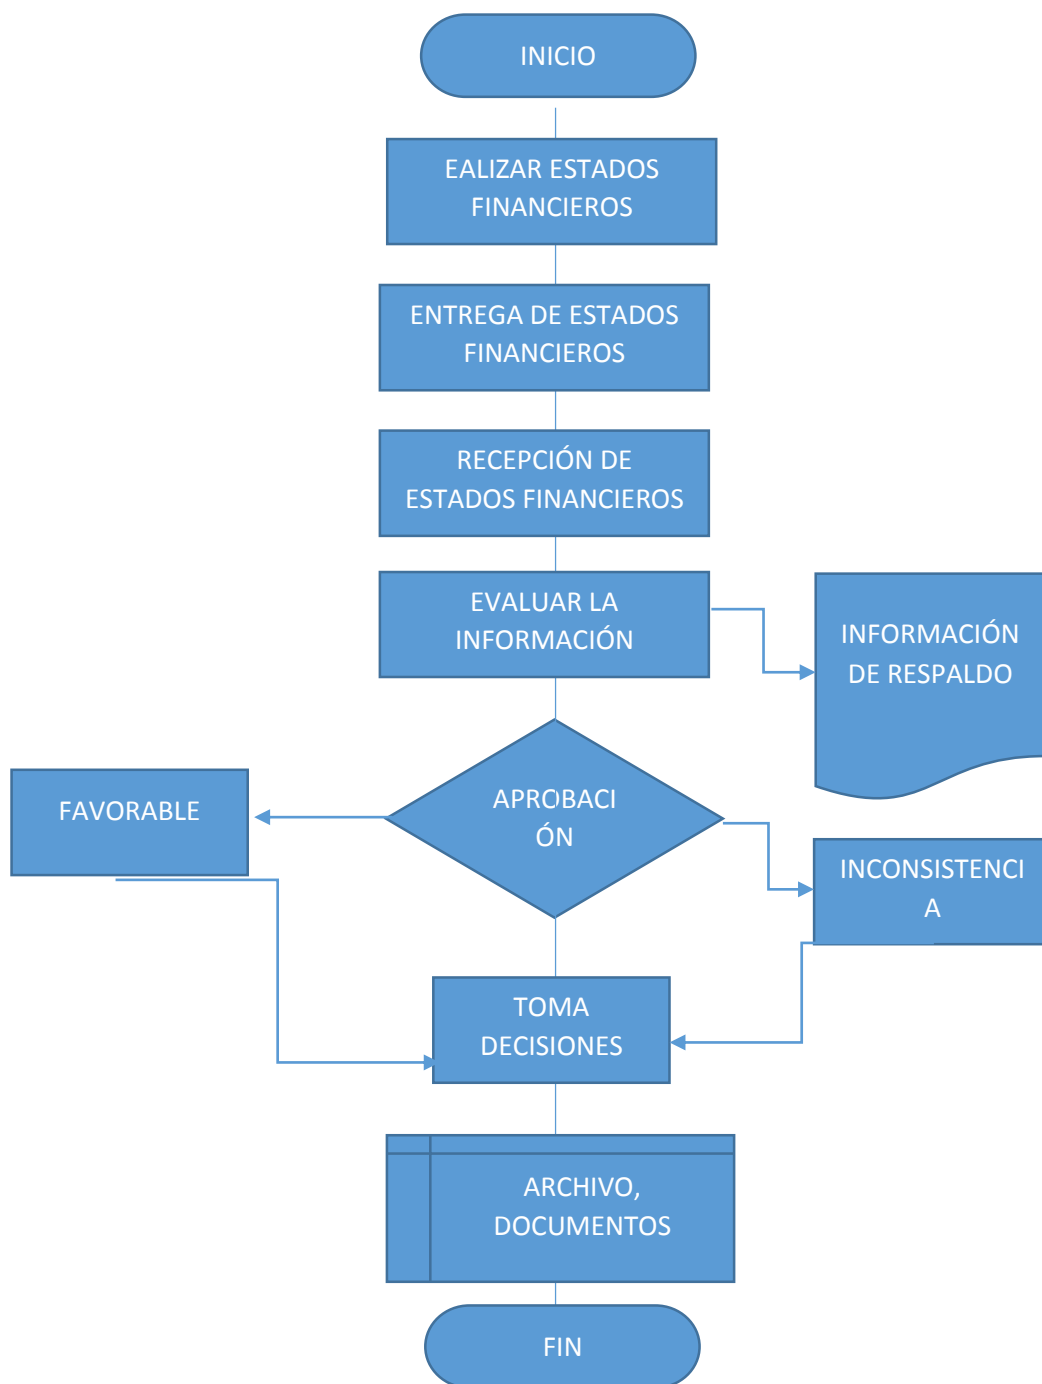 INICIO
EALIZAR ESTADOS
FINANCIEROS
ENTREGA DE ESTADOS
FINANCIEROS
RECEPCIÓN DE
ESTADOS FINANCIEROS
EVALUAR LA
INFORMACIÓN
INFORMACIÓN
DE RESPALDO
APROBACI
ÓN
FAVORABLE
INCONSISTENCI
A
TOMA
DECISIONES
ARCHIVO,
DOCUMENTOS
FIN